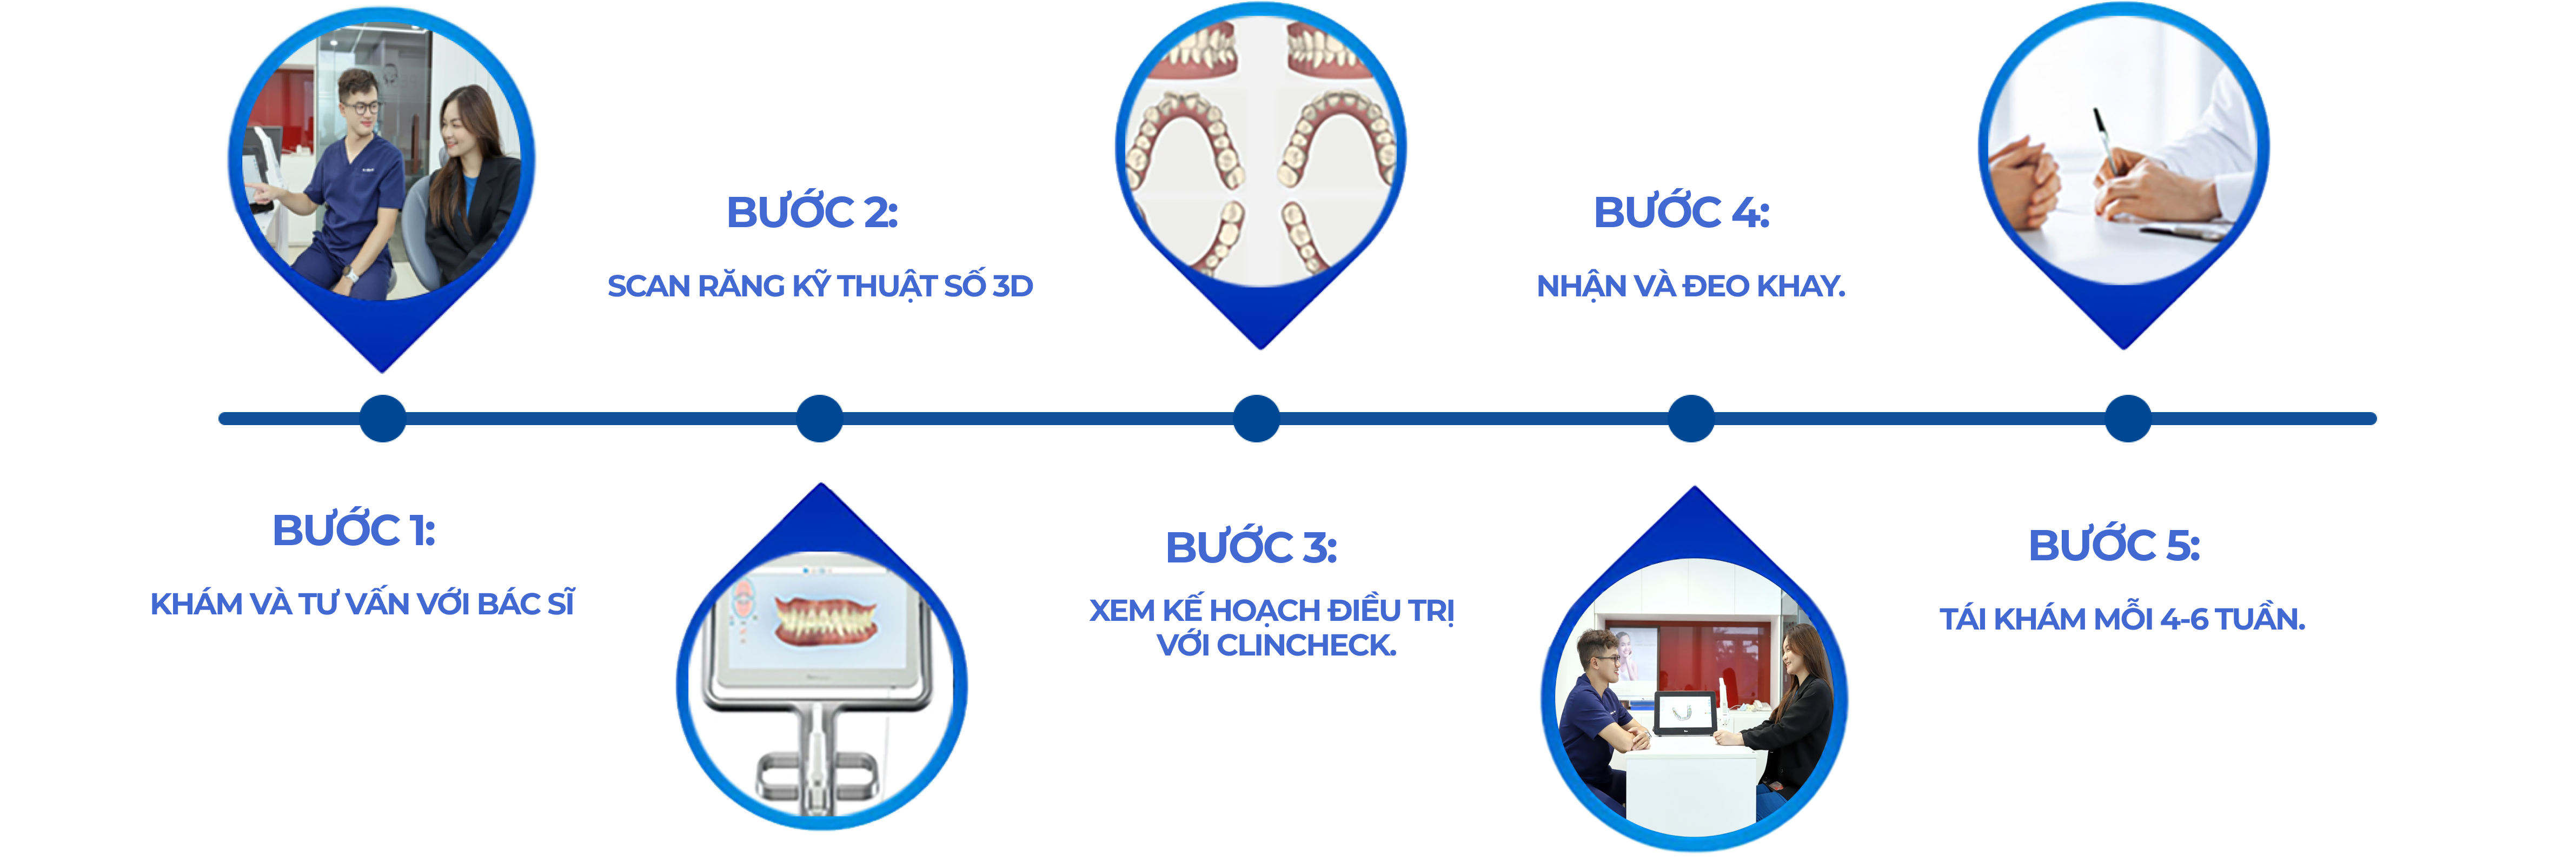 BƯỚC 1:
KHÁM VÀ TƯ VẤN VỚI BÁC SĨ
BƯỚC 2:
SCAN RĂNG KỸ THUẬT SỐ 3D
BƯỚC 3:
XEM KẾ HOẠCH ĐIỀU TRỊ
VỚI CLINCHECK.
BƯỚC 4:
NHẬN VÀ ĐEO KHAY.
BƯỚC 5:
TÁI KHÁM MỖI 4-6 TUẦN.